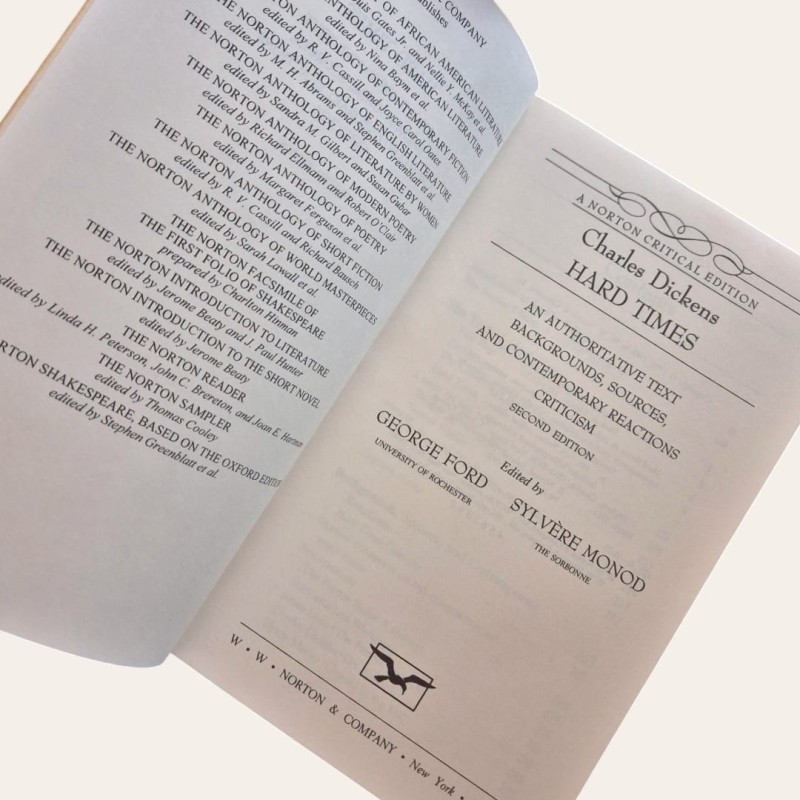 COMPANY
OF AFRICAN AMERICAN LITERATURE
Gates Jr. and Nellie Y. McKay et al.
ANTHOLOGY OF AMERICAN LITERATURE
edited by Nina Baym et al.
ANTHOLOGY OF CONTEMPORARY FICTION
edited by R. V. Cassill and Joyce Carol Oates
THE NORTON ANTHOLOGY OF ENGLISH LITERATURE
edited by M. H. Abrams and Stephen Greenblatt et al.
THE NORTON ANTHOLOGY OF LITERATURE BY WOMEN
edited by Sandra M. Gilbert and Susan Gubar
THE NORTON ANTHOLOGY OF MODERN POETRY
edited by Richard Ellmann and Robert O'Clair
THE NORTON ANTHOLOGY OF POETRY
edited by Margaret Ferguson et al.
THE NORTON ANTHOLOGY OF SHORT FICTION
edited by R. V. Cassill and Richard Bausch
THE NORTON ANTHOLOGY OF WORLD MASTERPIECES
edited by Sarah Lawall et al.
THE NORTON FACSIMILE OF
THE FIRST FOLIO OF SHAKESPEARE
prepared by Charlton Hinman
THE NORTON INTRODUCTION TO LITERATURE
edited by Jerome Beaty and J. Paul Hunter
THE NORTON INTRODUCTION TO THE SHORT NOVEL
edited by Jerome Beaty
THE NORTON READER
edited by Linda H. Peterson, John C. Brereton, and Joan E. Hartman
THE NORTON SAMPLER
edited by Thomas Cooley
NORTON SHAKESPEARE, BASED ON THE OXFORD EDITION
edited by Stephen Greenblatt et al.
A NORTON CRITICAL EDITION
Charles Dickens
HARD TIMES
AN AUTHORITATIVE TEXT
BACKGROUNDS, SOURCES,
AND CONTEMPORARY REACTIONS
CRITICISM
SECOND EDITION
Edited by
GEORGE FORD
UNIVERSITY OF ROCHESTER
SYLVÈRE MONOD
THE SORBONNE
W • W • NORTON & COMPANY • New York •